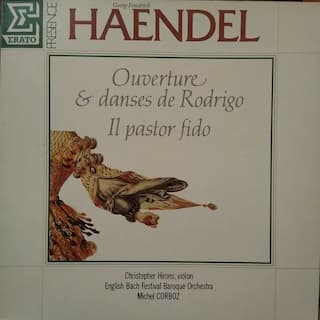 ERATO
PRESENCE
Georg-Friedrich
HAENDEL
Ouverture
& danses de Rodrigo
Il pastor fido
Christopher Hirons, violon
English Bach Festival Baroque Orchestra
Michel CORBOZ